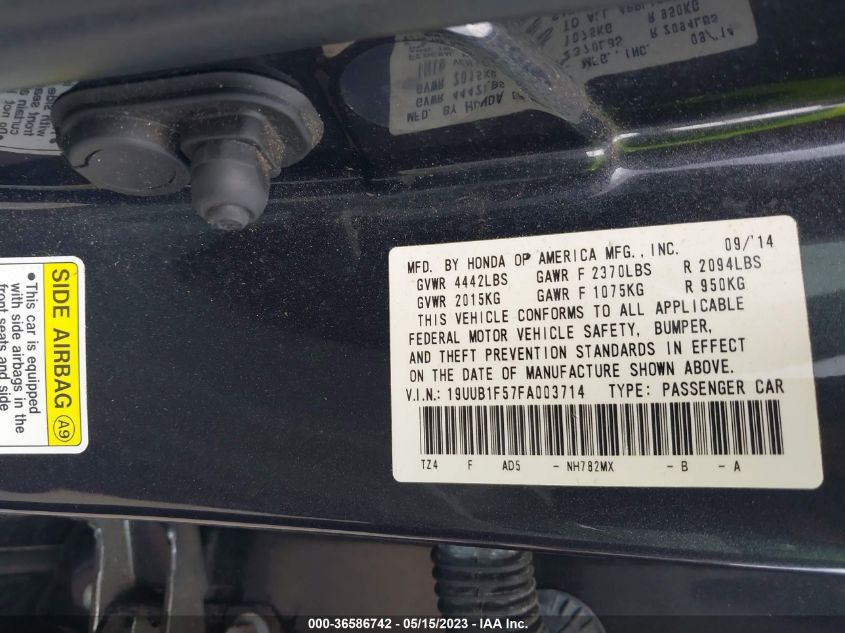 MFD. BY HONDA OF AMERICA MFG., INC. 09/'14
GVWR 4442LBS GAWR F 2370LBS R 2094LBS
GVWR 2015KG GAWR F 1075KG R 950KG
THIS VEHICLE CONFORMS TO ALL APPLICABLE
FEDERAL MOTOR VEHICLE SAFETY, BUMPER,
AND THEFT PREVENTION STANDARDS IN EFFECT
ON THE DATE OF MANUFACTURE SHOWN ABOVE.
V.I.N.: 19UUB1F57FA003714 TYPE: PASSENGER CAR
TZ4 F AD5 - NH782MX - B - A
SIDE AIRBAG A9
• This car is equipped
with side airbags in the
front seats and side
000-36586742 - 05/15/2023 - IAA Inc.